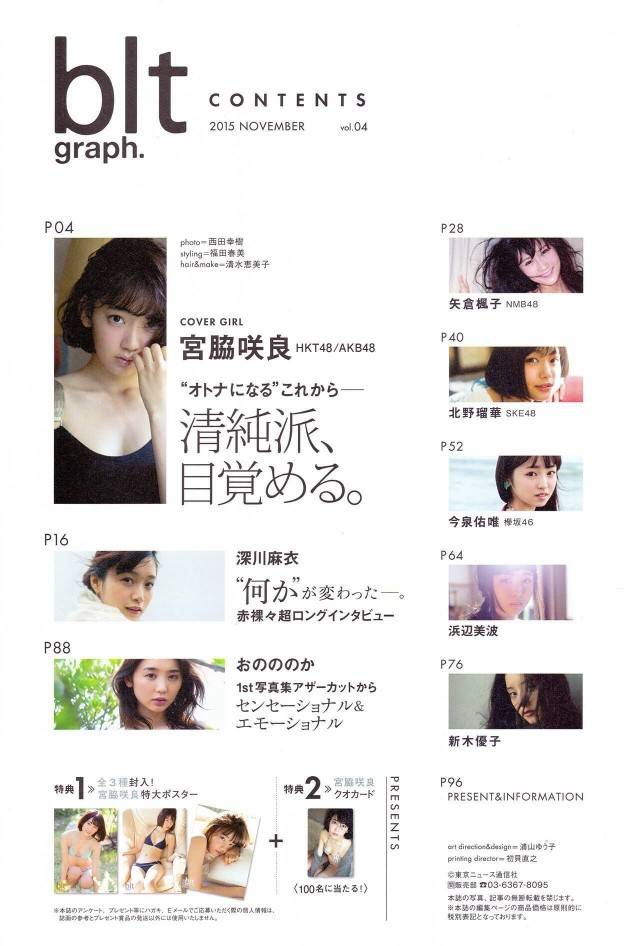 blt
graph.
CONTENTS
2015 NOVEMBER vol.04
P04
photo=西田幸樹
styling=福田春美
hair&make=清水恵美子
COVER GIRL
宮脇咲良 HKT48/AKB48
“オトナになる”これから──
清純派、
目覚める。
P16
深川麻衣
“何か”が変わった―。
赤裸々超ロングインタビュー
P88
おのののか
1st写真集アザーカットから
センセーショナル&
エモーショナル
P28
矢倉楓子 NMB48
P40
北野瑠華 SKE48
P52
今泉佑唯 欅坂46
P64
浜辺美波
P76
新木優子
P96
PRESENT&INFORMATION
特典1》全3種封入!
宮脇咲良特大ポスター
blt blt blt
+
特典2》宮脇咲良
クオカード
〈100名に当たる!〉
PRESENTS
※本誌のアンケート、プレゼント等にハガキ、Eメールでご応募いただく際の個人情報は、
誌面の参考とプレゼント賞品の発送以外には使用いたしません。
art direction&design=浦山ゆう子
printing director=初貝直之
©東京ニュース通信社
販売部 ☎03-6367-8095
本誌の写真、記事の無断転載を禁じます。
※本誌の編集ページの商品価格は原則的に
税別表記となっております。